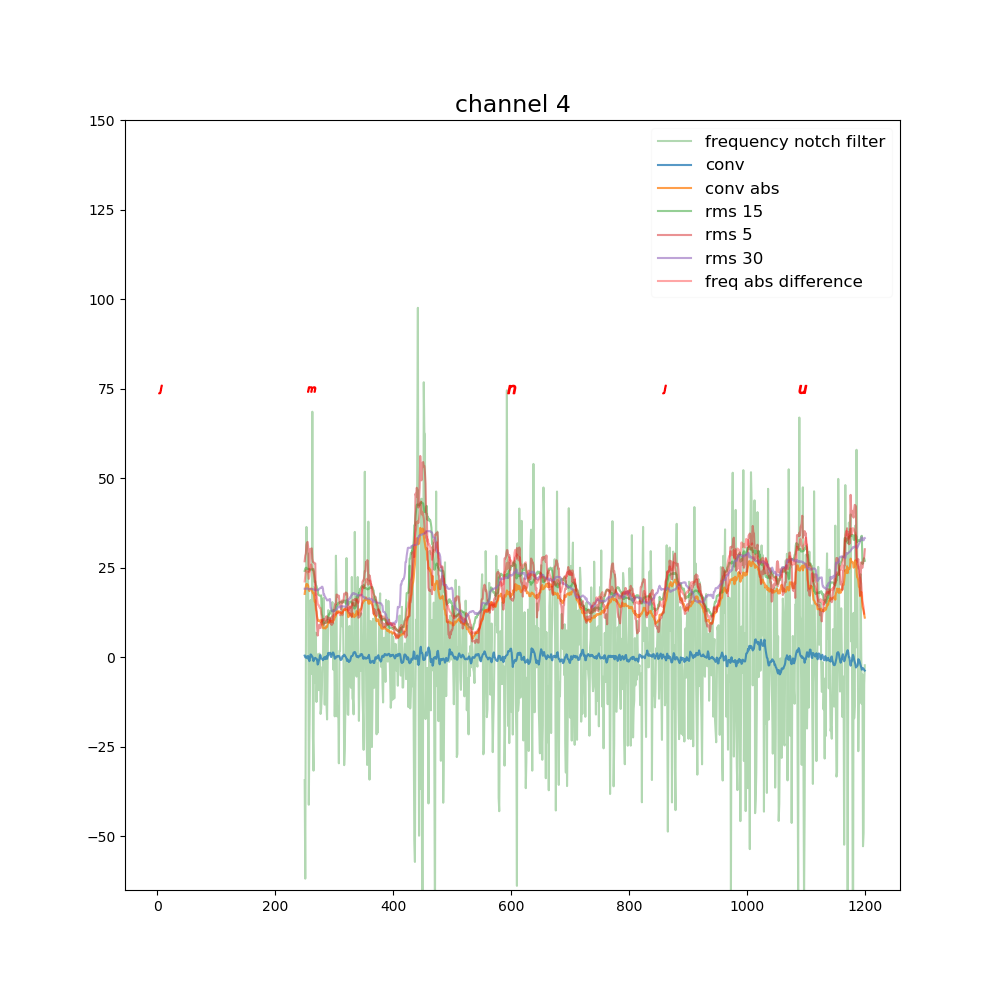 channel 4
150
125
100
75
50
25
0
−25
−50
frequency notch filter
conv
conv abs
rms 15
rms 5
rms 30
freq abs difference
J m n J u
0 200 400 600 800 1000 1200